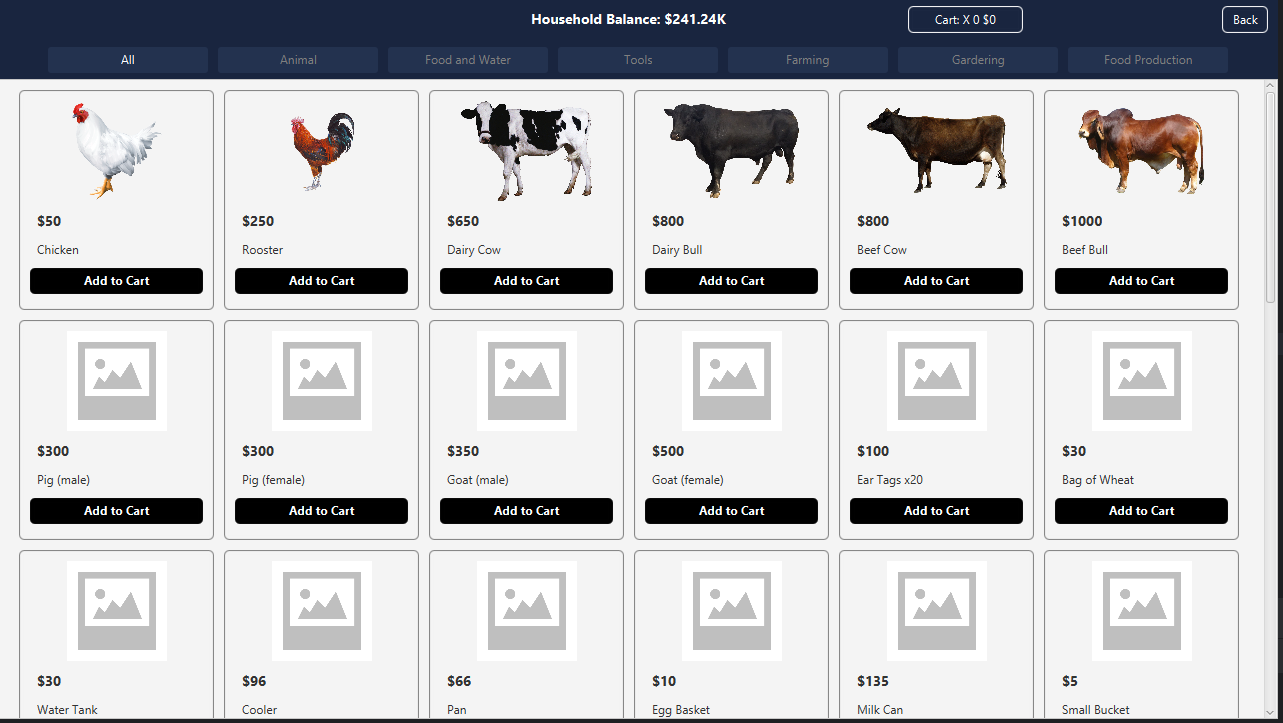 Household Balance: $241.24K
Cart: X 0 $0
Back
All
Animal
Food and Water
Tools
Farming
Gardering
Food Production
$50
Chicken
Add to Cart
$250
Rooster
Add to Cart
$650
Dairy Cow
Add to Cart
$800
Dairy Bull
Add to Cart
$800
Beef Cow
Add to Cart
$1000
Beef Bull
Add to Cart
$300
Pig (male)
Add to Cart
$300
Pig (female)
Add to Cart
$350
Goat (male)
Add to Cart
$500
Goat (female)
Add to Cart
$100
Ear Tags x20
Add to Cart
$30
Bag of Wheat
Add to Cart
$30
Water Tank
$96
Cooler
$66
Pan
$10
Egg Basket
$135
Milk Can
$5
Small Bucket